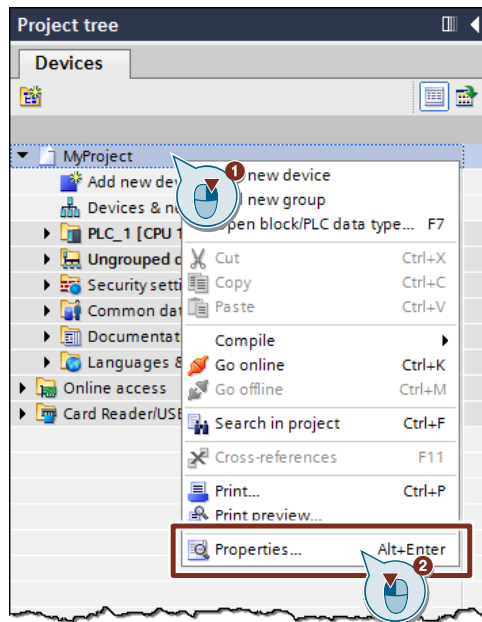 Project tree
Devices
MyProject
Add new dev
Devices & n
PLC_1 [CPU 1
Ungrouped d
Security setti
Common dat
Documentat
Languages &
Online access
Card Reader/USB
1
new device
new group
Open block/PLC data type... F7
Cut Ctrl+X
Copy Ctrl+C
Paste Ctrl+V
Compile
Go online Ctrl+K
Go offline Ctrl+M
Search in project Ctrl+F
Cross-references F11
Print... Ctrl+P
Print preview...
Properties... Alt+Enter
2